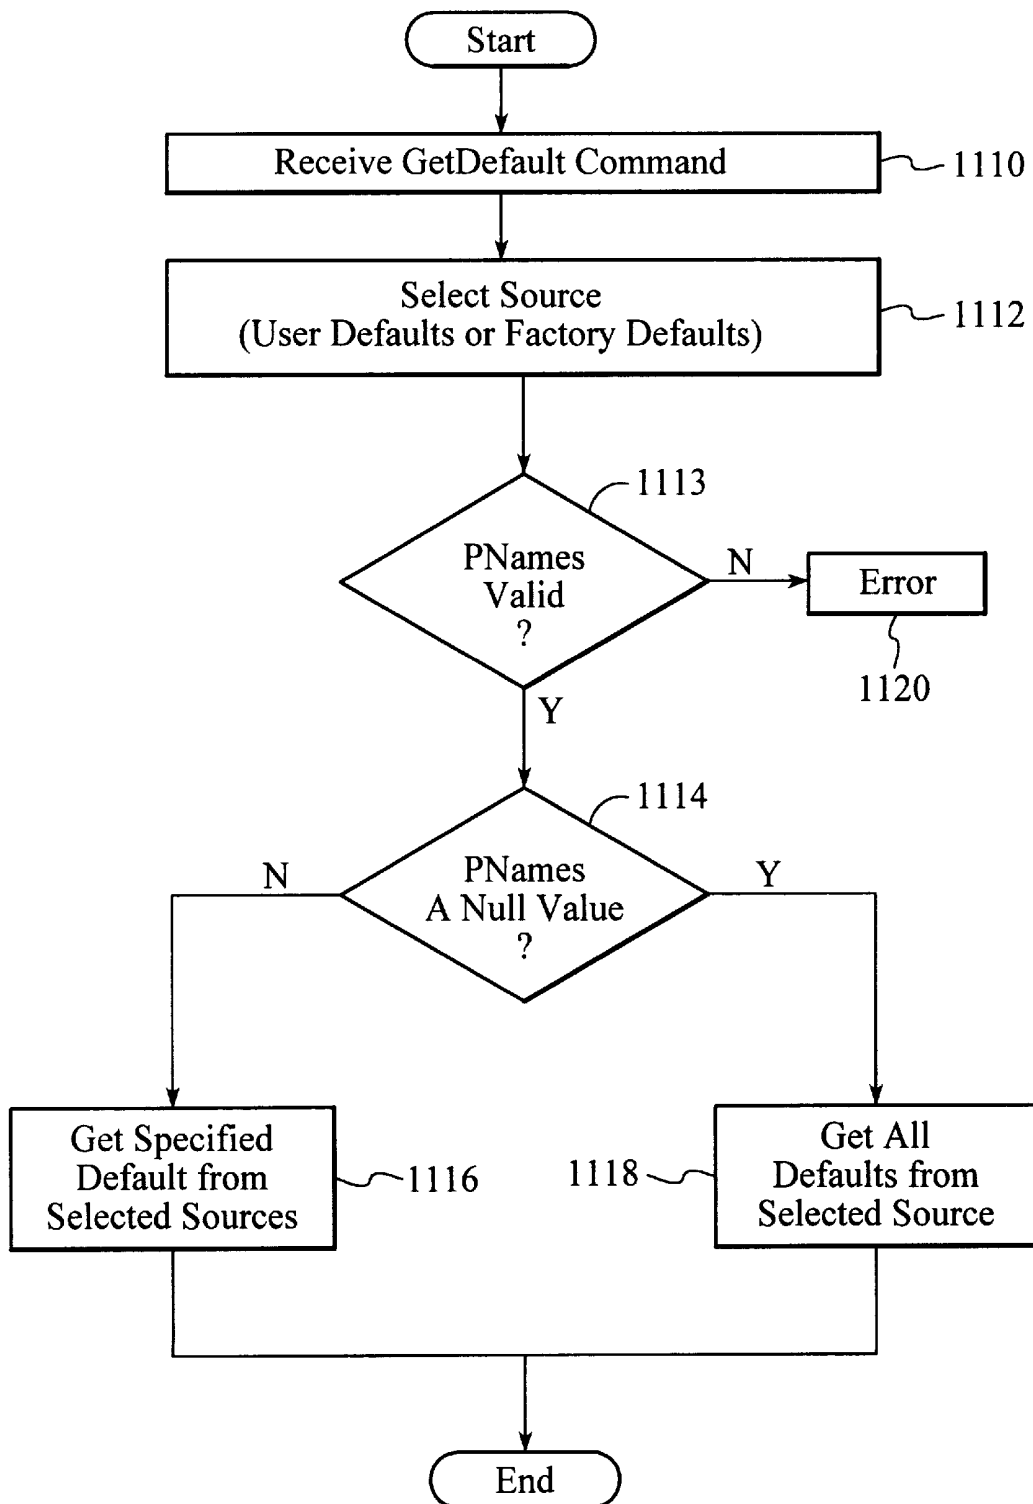 Start
Receive GetDefault Command
1110
Select Source
(User Defaults or Factory Defaults)
1112
1113
PNames
Valid
?
N
Error
1120
Y
1114
PNames
A Null Value
?
N
Y
Get Specified
Default from
Selected Sources
1116
1118
Get All
Defaults from
Selected Source
End